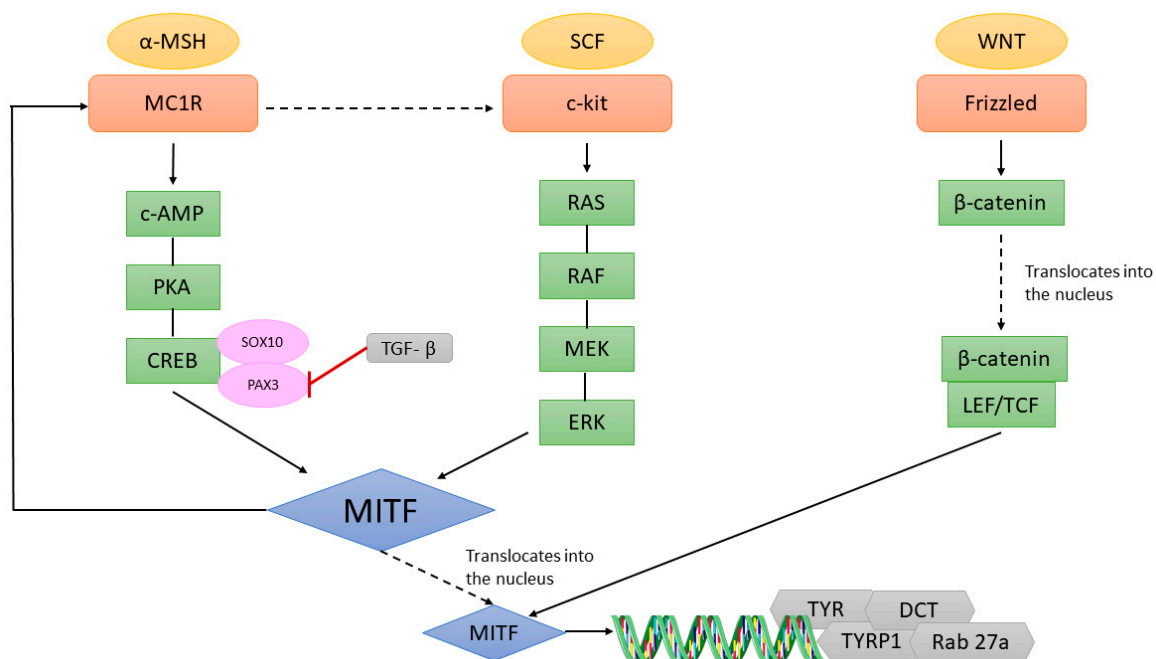 α-MSH
SCF
WNT
MC1R
c-kit
Frizzled
c-AMP
RAS
β-catenin
PKA
RAF
Translocates into
the nucleus
CREB
SOX10
PAX3
TGF- β
MEK
β-catenin
LEF/TCF
ERK
MITF
Translocates into
the nucleus
MITF
TYR
DCT
TYRP1
Rab 27a